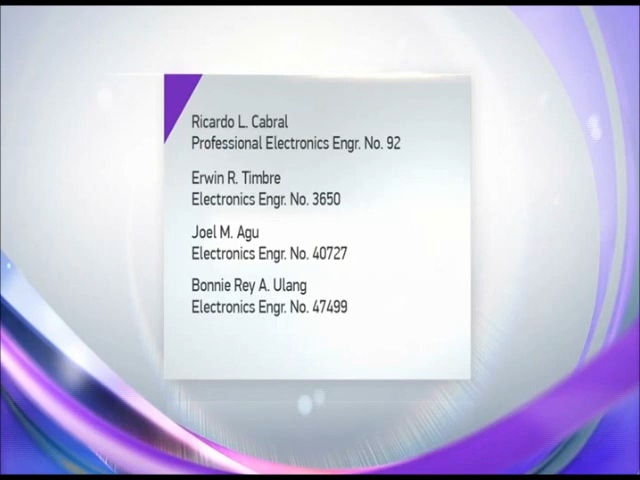 Ricardo L. Cabral
Professional Electronics Engr. No. 92
Erwin R. Timbre
Electronics Engr. No. 3650
Joel M. Agu
Electronics Engr. No. 40727
Bonnie Rey A. Ulang
Electronics Engr. No. 47499